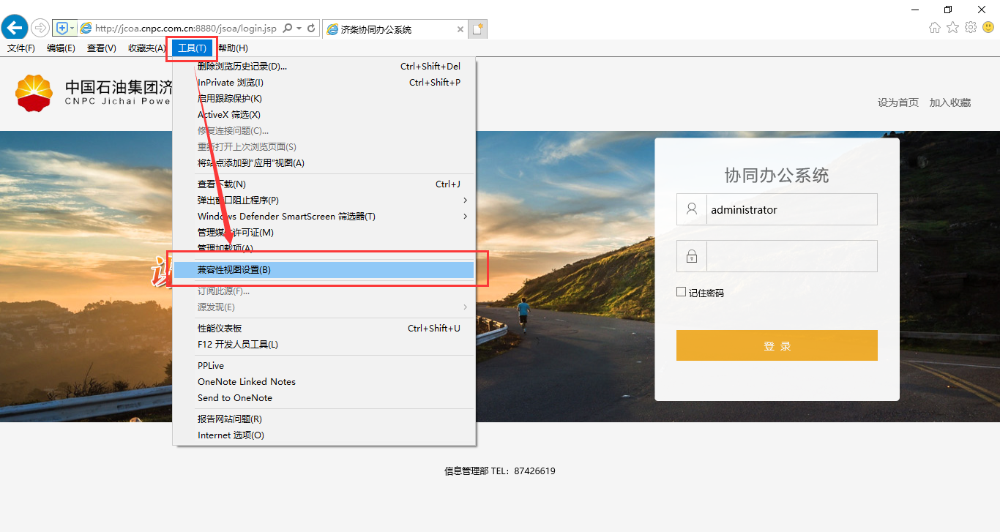 http://jcoa.cnpc.com.cn:8880/jsoa/login.jsp
济柴协同办公系统
文件(F) 编辑(E) 查看(V) 收藏夹(A) 工具(T) 帮助(H)
中国石油集团济
CNPC Jichai Powe
设为首页 加入收藏
删除浏览历史记录(D)... Ctrl+Shift+Del
InPrivate 浏览(I) Ctrl+Shift+P
启用跟踪保护(K)
ActiveX 筛选(X)
修复连接问题(C)...
重新打开上次浏览页面(S)
将站点添加到“应用”视图(A)
查看下载(N) Ctrl+J
弹出窗口阻止程序(P)
Windows Defender SmartScreen 筛选器(T)
管理媒体许可证(M)
管理加载项(A)
兼容性视图设置(B)
订阅此源(F)...
源发现(E)
性能仪表板 Ctrl+Shift+U
F12 开发人员工具(L)
PPLive
OneNote Linked Notes
Send to OneNote
报告网站问题(R)
Internet 选项(O)
协同办公系统
administrator
记住密码
登 录
信息管理部 TEL：87426619